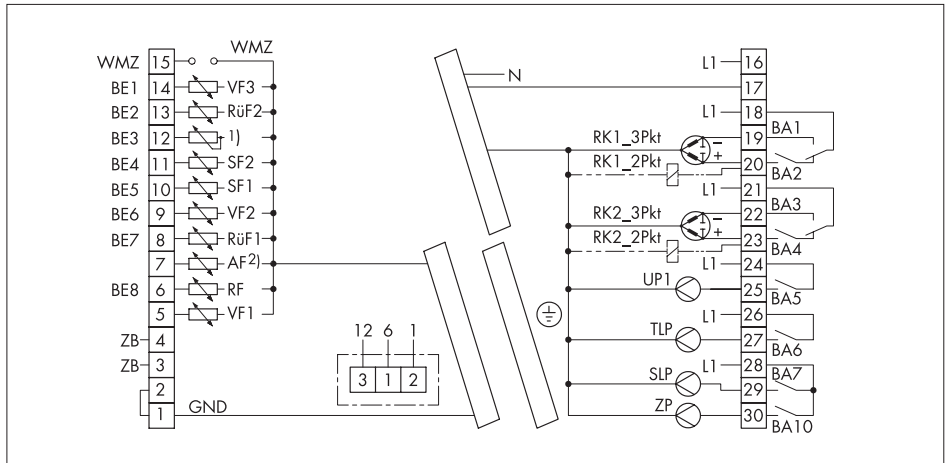 WMZ 15 WMZ
BE1 14 VF3
BE2 13 RüF2
BE3 12 1)
BE4 11 SF2
BE5 10 SF1
BE6 9 VF2
BE7 8 RüF1
7 AF2)
BE8 6 RF
5 VF1
ZB 4
ZB 3
2
1 GND
12 6 1
3 1 2
L1 16
N 17
L1 18
RK1_3Pkt - 19 BA1
RK1_2Pkt + 20 BA2
L1 21
RK2_3Pkt - 22 BA3
RK2_2Pkt + 23 BA4
L1 24
UP1 25 BA5
L1 26
TLP 27 BA6
L1 28
SLP 29 BA7
ZP 30 BA10